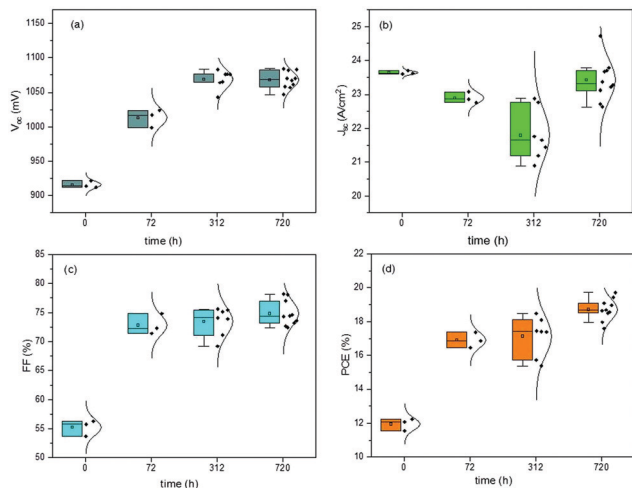 (a)
1150
1100
1050
1000
950
900
V_oc (mV)
0 72 312 720
time (h)
(b)
25
24
23
22
21
20
J_sc (A/cm²)
0 72 312 720
time (h)
(c)
85
80
75
70
65
60
55
50
FF (%)
0 72 312 720
time (h)
(d)
22
20
18
16
14
12
10
PCE (%)
0 72 312 720
time (h)